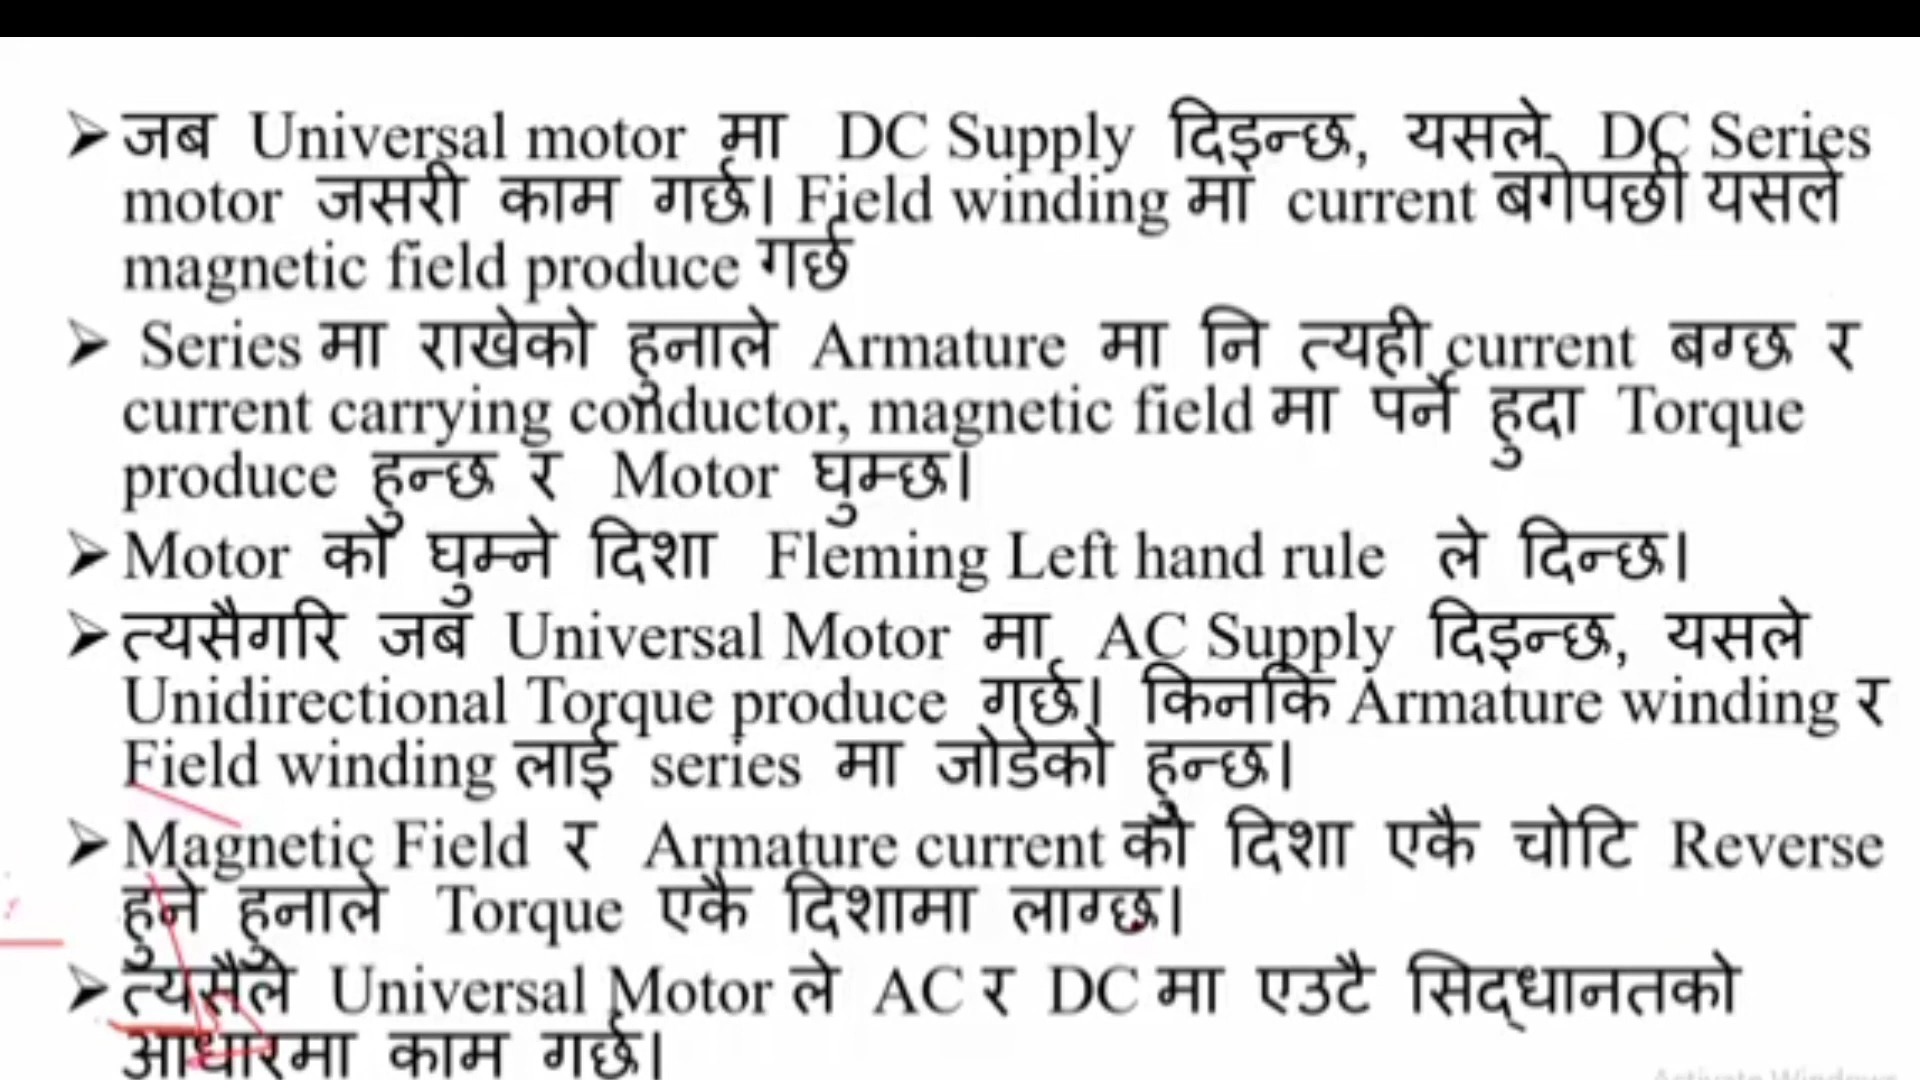 ➢ जब Universal motor मा DC Supply दिइन्छ, यसले DC Series
motor जसरी काम गर्छ। Field winding मा current बगेपछी यसले
magnetic field produce गर्छ
➢ Series मा राखेको हुनाले Armature मा नि त्यही current बग्छ र
current carrying conductor, magnetic field मा पर्ने हुदा Torque
produce हुन्छ र Motor घुम्छ।
➢ Motor को घुम्ने दिशा Fleming Left hand rule ले दिन्छ।
➢ त्यसैगरि जब Universal Motor मा AC Supply दिइन्छ, यसले
Unidirectional Torque produce गर्छ। किनकि Armature winding र
Field winding लाई series मा जोडेको हुन्छ।
➢ Magnetic Field र Armature current को दिशा एकै चोटि Reverse
हुने हुनाले Torque एकै दिशामा लाग्छ।
➢ त्यसैले Universal Motor ले AC र DC मा एउटै सिद्धानतको
आधारमा काम गर्छ।
Activate Windows